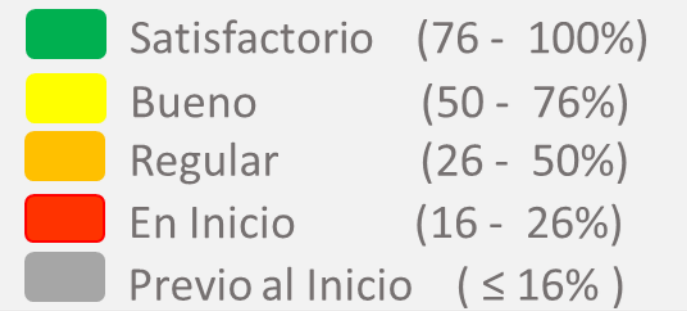 Satisfactorio (76 - 100%)
Bueno (50 - 76%)
Regular (26 - 50%)
En Inicio (16 - 26%)
Previo al Inicio ( ≤ 16% )